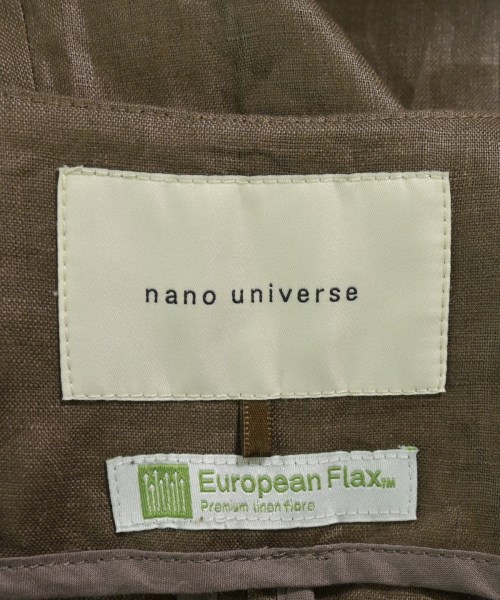 nano universe
European Flax™
Premium linen fibre